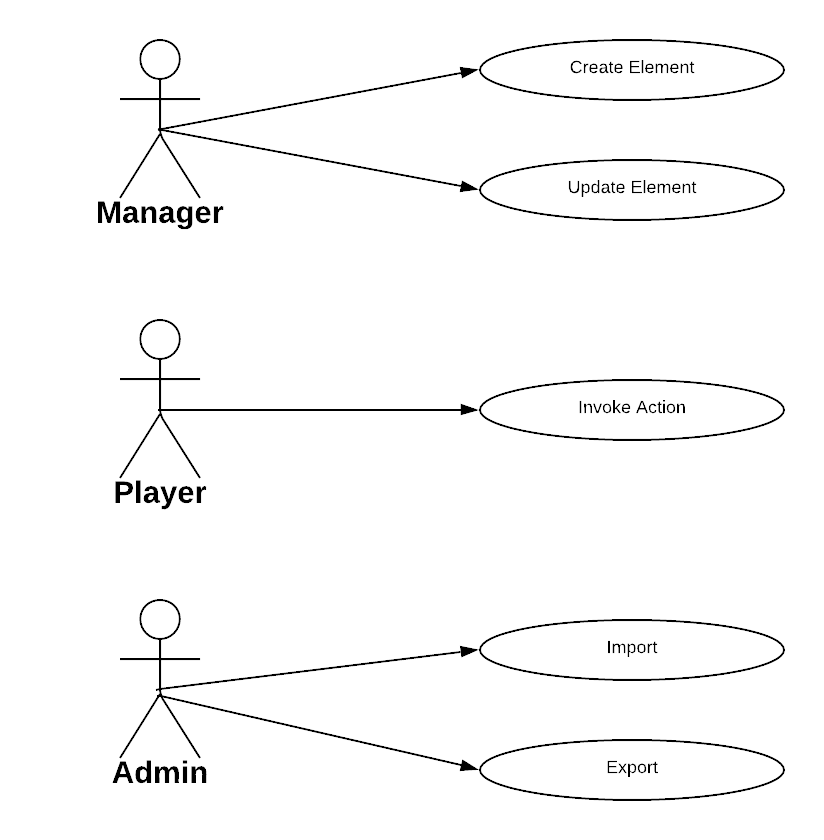 Create Element
Update Element
Manager
Invoke Action
Player
Import
Export
Admin